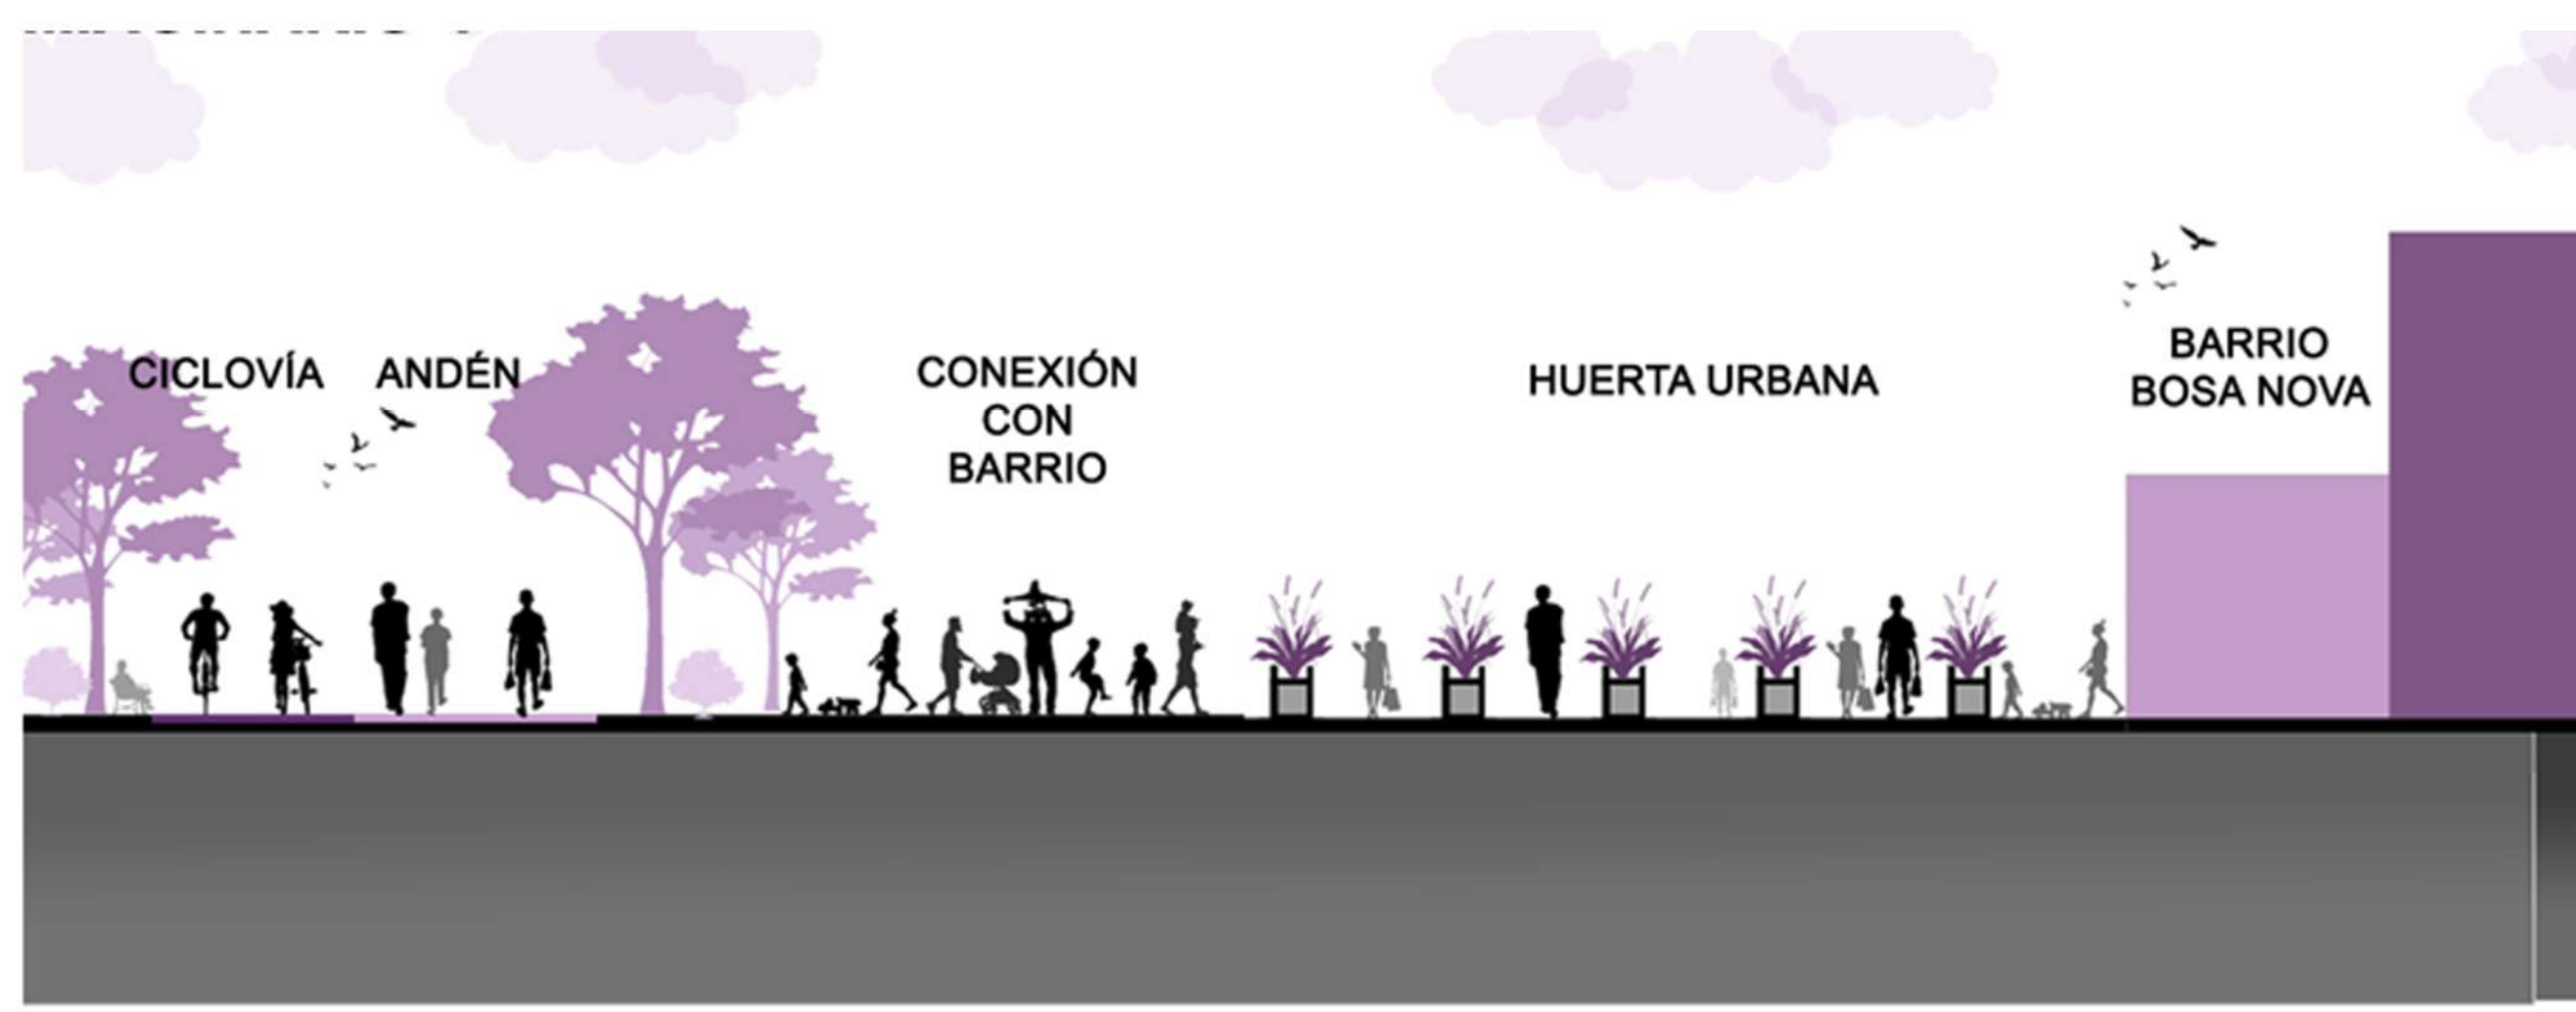 CICLOVÍA
ANDÉN
CONEXIÓN
CON
BARRIO
HUERTA URBANA
BARRIO
BOSA NOVA